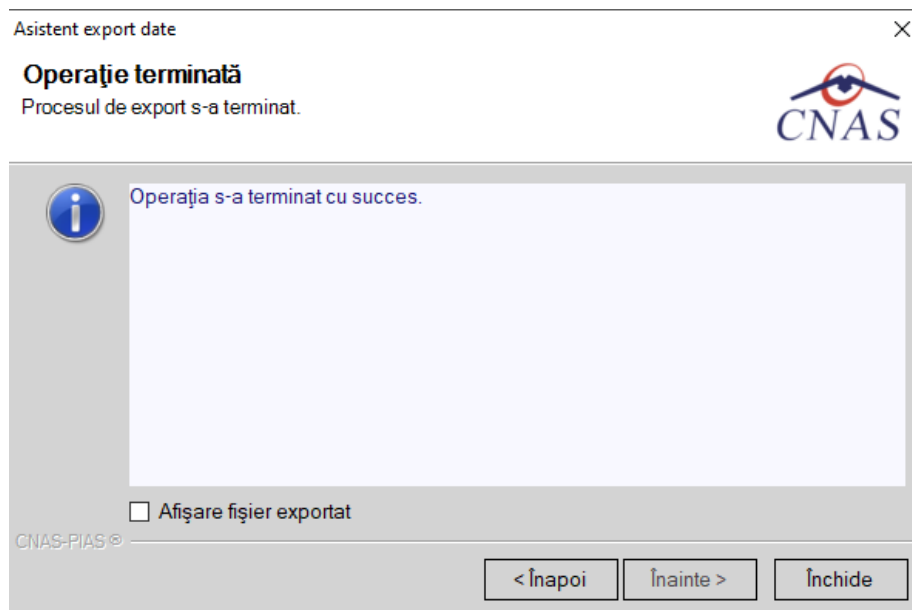 Asistent export date
Operaţie terminată
Procesul de export s-a terminat.
CNAS
Operaţia s-a terminat cu succes.
Afişare fişier exportat
CNAS-PIAS ®
< Înapoi
Înainte >
Închide